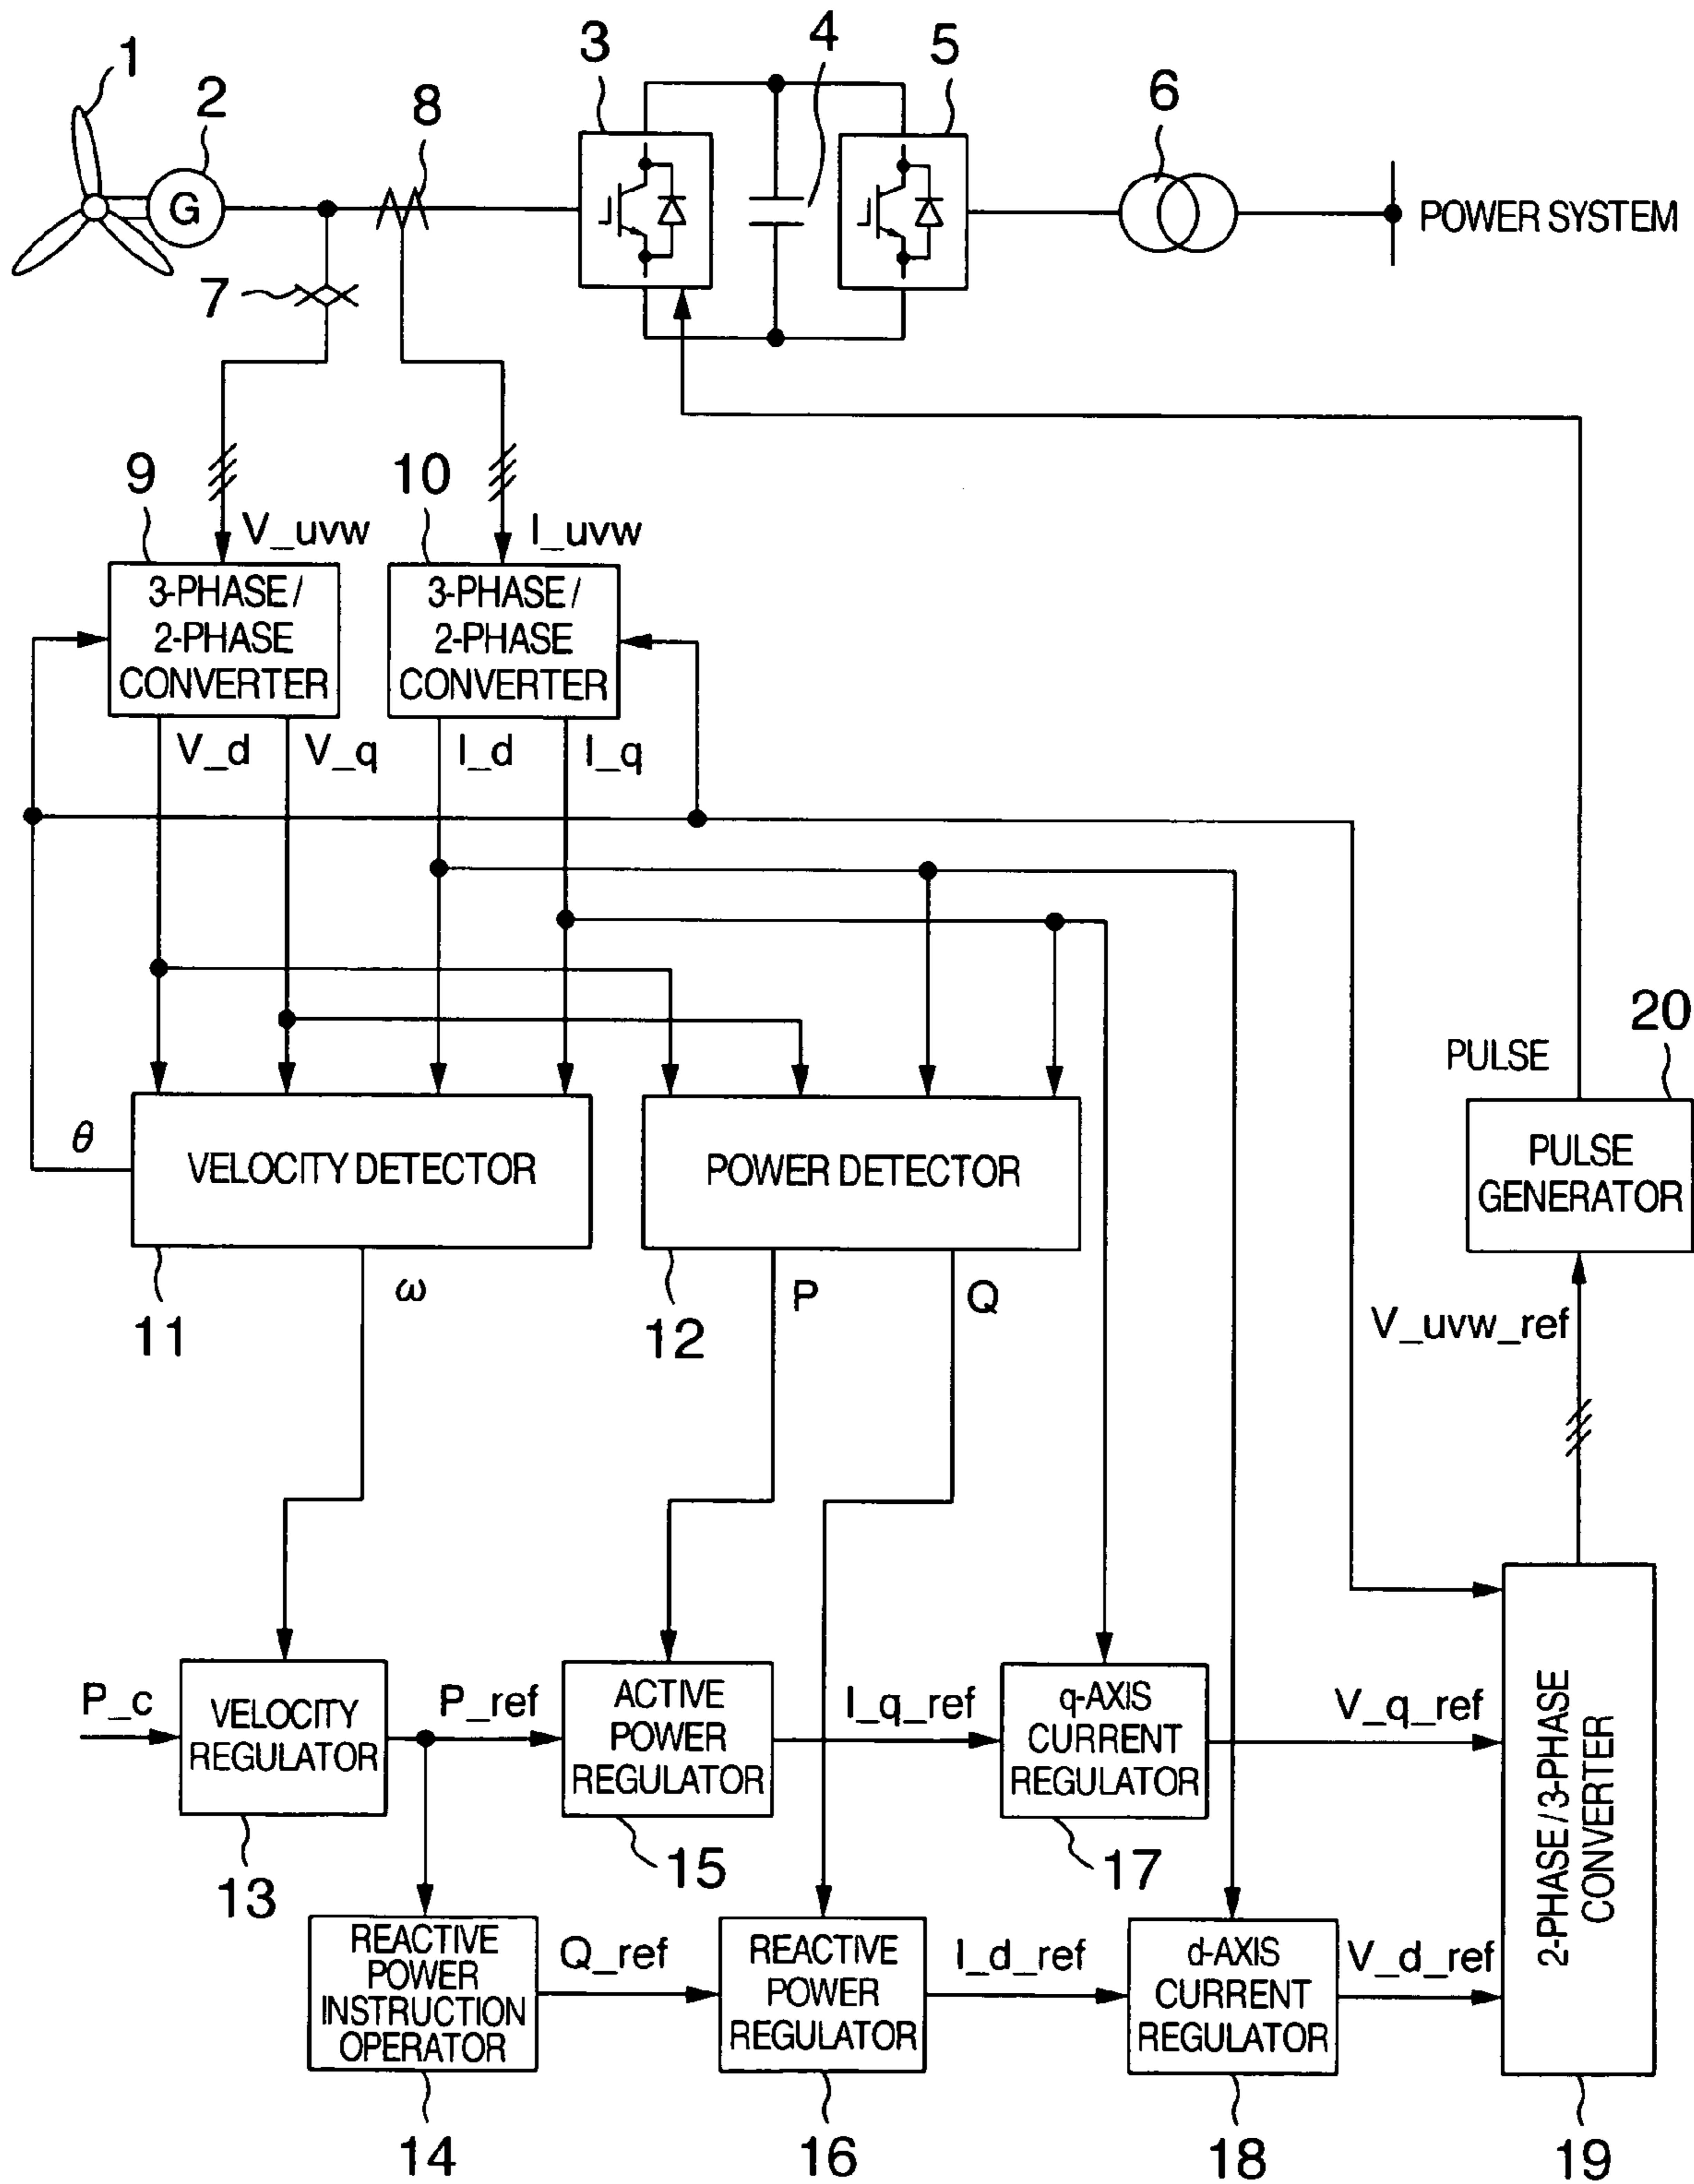 1
2
8
3
4
5
6
G
POWER SYSTEM
7
9
10
V_uvw
I_uvw
3-PHASE/
2-PHASE
CONVERTER
3-PHASE/
2-PHASE
CONVERTER
V_d
V_q
I_d
I_q
20
PULSE
θ
VELOCITY DETECTOR
POWER DETECTOR
PULSE
GENERATOR
11
ω
12
P
Q
V_uvw_ref
P_c
VELOCITY
REGULATOR
P_ref
ACTIVE
POWER
REGULATOR
I_q_ref
q-AXIS
CURRENT
REGULATOR
V_q_ref
2-PHASE/3-PHASE
CONVERTER
13
15
17
REACTIVE
POWER
INSTRUCTION
OPERATOR
Q_ref
REACTIVE
POWER
REGULATOR
I_d_ref
d-AXIS
CURRENT
REGULATOR
V_d_ref
14
16
18
19